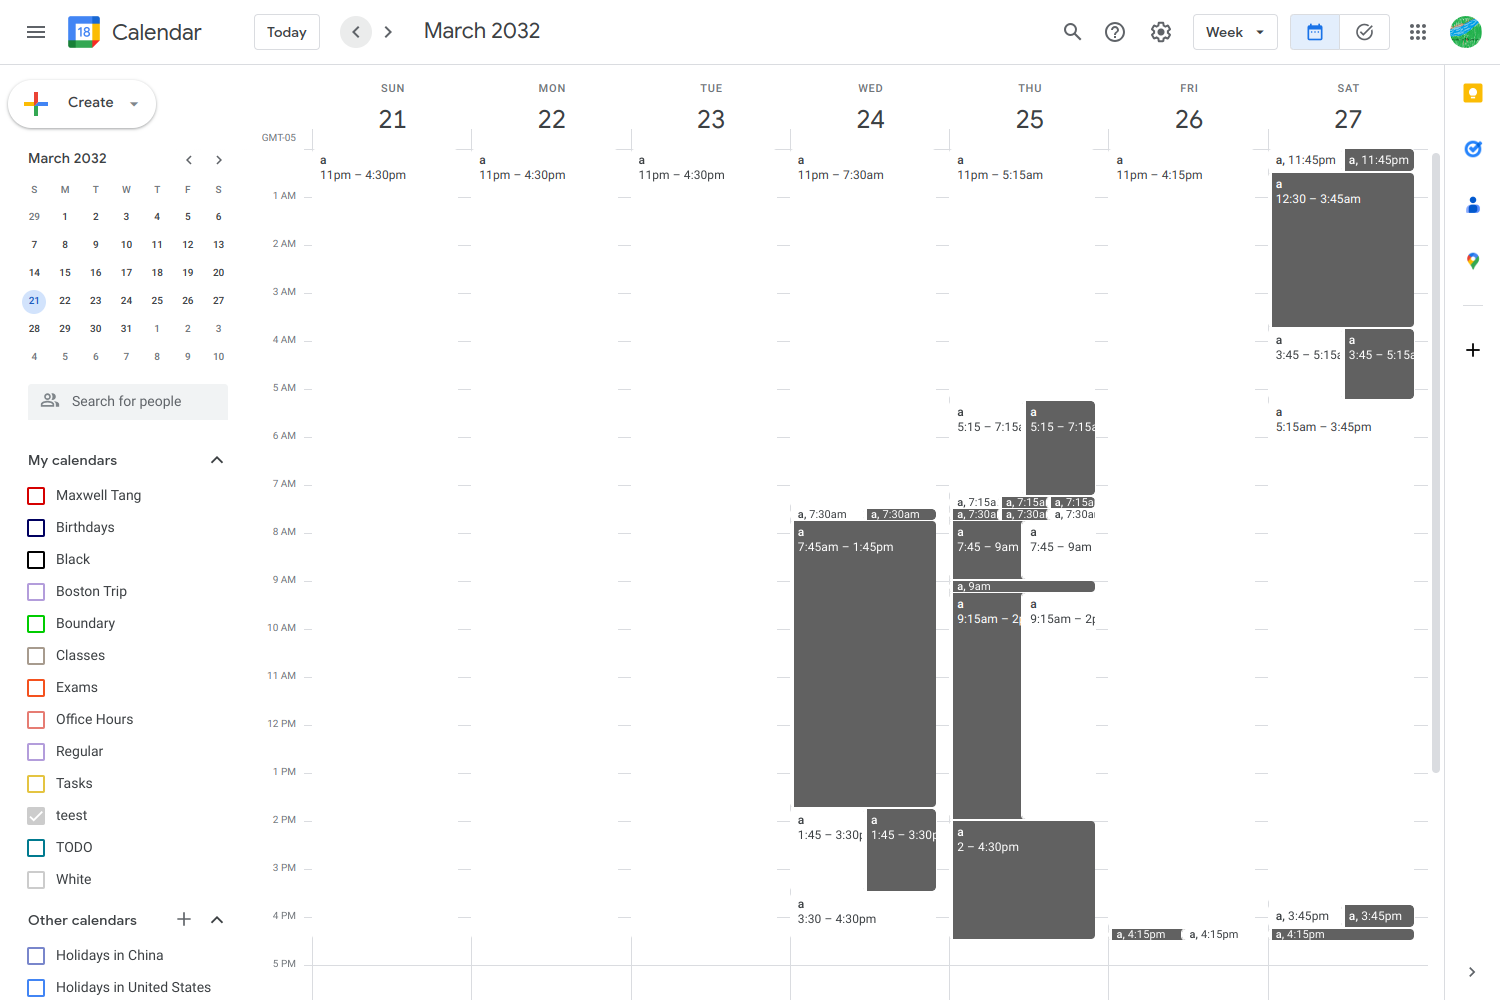 18 Calendar Today March 2032 Week
Create
SUN MON TUE WED THU FRI SAT
21 22 23 24 25 26 27
GMT-05
March 2032
S M T W T F S
29 1 2 3 4 5 6
7 8 9 10 11 12 13
14 15 16 17 18 19 20
21 22 23 24 25 26 27
28 29 30 31 1 2 3
4 5 6 7 8 9 10
Search for people
My calendars
Maxwell Tang
Birthdays
Black
Boston Trip
Boundary
Classes
Exams
Office Hours
Regular
Tasks
teest
TODO
White
Other calendars
Holidays in China
Holidays in United States
1 AM
2 AM
3 AM
4 AM
5 AM
6 AM
7 AM
8 AM
9 AM
10 AM
11 AM
12 PM
1 PM
2 PM
3 PM
4 PM
5 PM
a
11pm – 4:30pm
a
11pm – 4:30pm
a
11pm – 4:30pm
a
11pm – 7:30am
a, 7:30am
a, 7:30am
a
7:45am – 1:45pm
a
1:45 – 3:30p
a
1:45 – 3:30p
a
3:30 – 4:30pm
a
11pm – 5:15am
a
5:15 – 7:15a
a
5:15 – 7:15a
a, 7:15a
a, 7:15a
a, 7:15a
a, 7:30a
a, 7:30a
a, 7:30a
a
7:45 – 9am
a
7:45 – 9am
a, 9am
a
9:15am – 2p
a
9:15am – 2p
a
2 – 4:30pm
a
11pm – 4:15pm
a, 4:15pm
a, 4:15pm
a, 11:45pm
a, 11:45pm
a
12:30 – 3:45am
a
3:45 – 5:15a
a
3:45 – 5:15a
a
5:15am – 3:45pm
a, 3:45pm
a, 3:45pm
a, 4:15pm